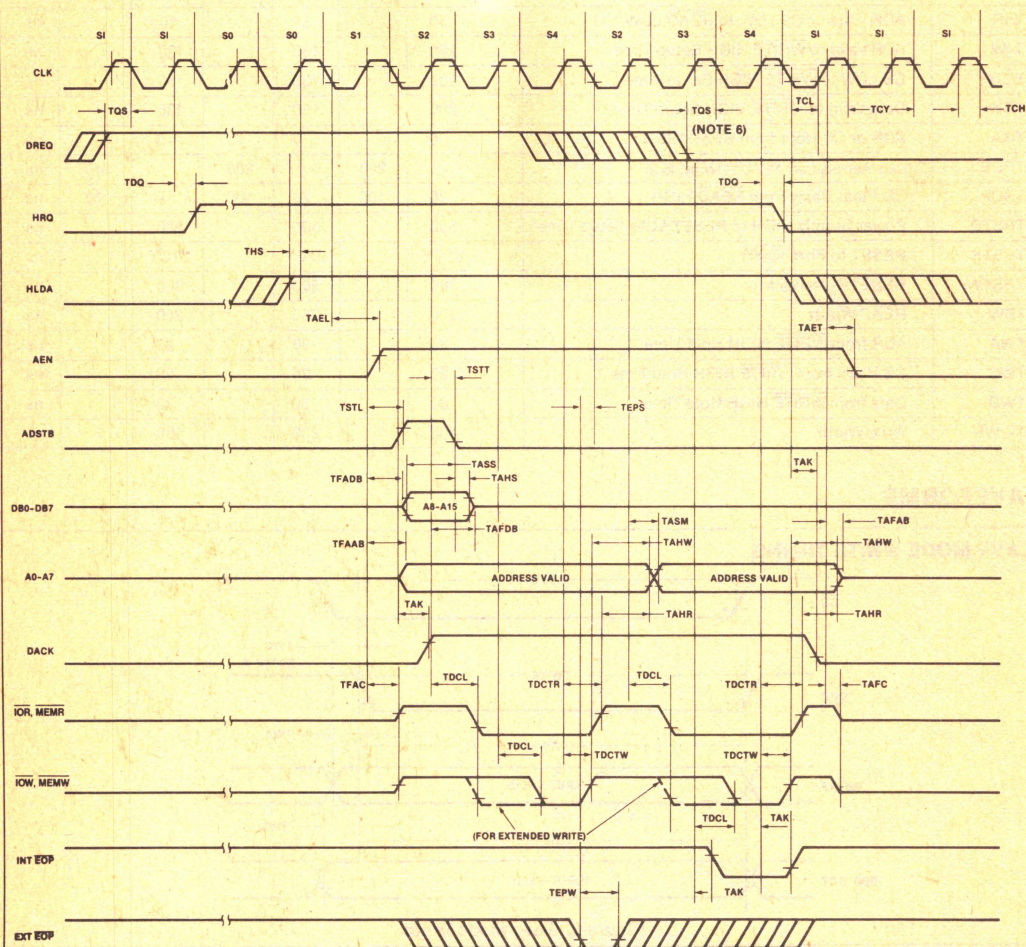 SI SI S0 S0 S1 S2 S3 S4 S2 S3 S4 SI SI SI
CLK
TQS TQS TCL TCY TCH
(NOTE 6)
DREQ
TDQ TDQ
HRQ
THS
HLDA
TAEL TAET
AEN
TSTT
TSTL TEPS
ADSTB
TASS TAK
TFADB TAHS
DB0-DB7 A8-A15
TAFDB TASM TAFAB
TFAAB TAHW TAHW
A0-A7 ADDRESS VALID ADDRESS VALID
TAK TAHR TAHR
DACK
TFAC TDCL TDCTR TDCL TDCTR TAFC
IOR, MEMR
TDCL TDCTW TDCTW
IOW, MEMW
(FOR EXTENDED WRITE) TDCL TAK
INT EOP
TEPW TAK
EXT EOP